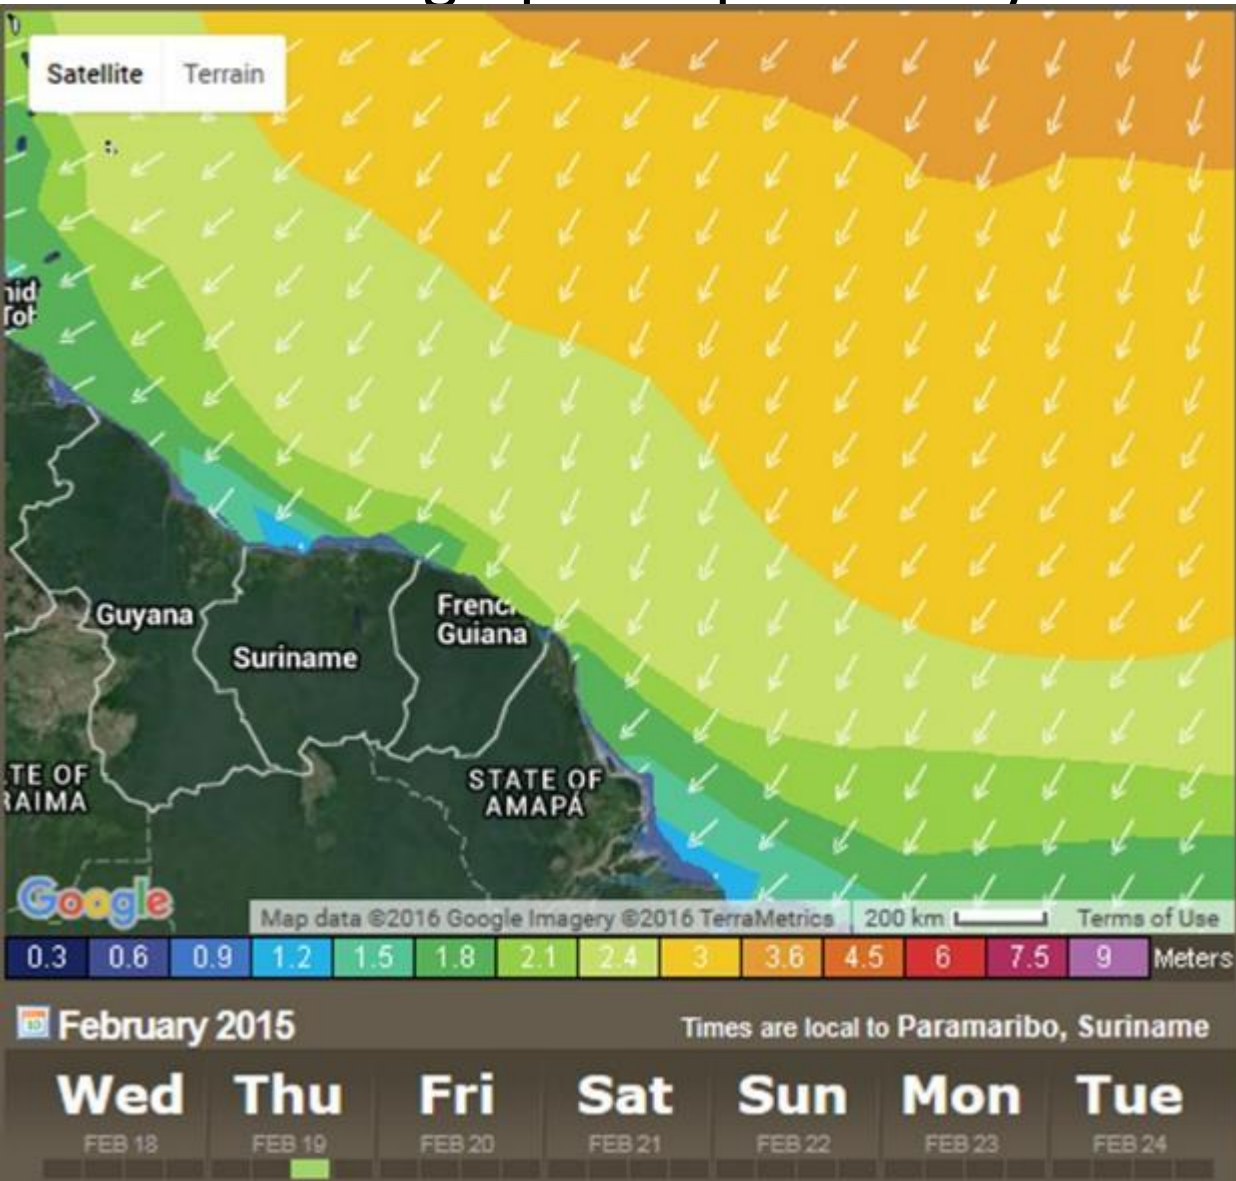 Satellite Terrain
Guyana
French
Guiana
Suriname
STATE OF
AMAPÁ
TE OF
RAIMA
Google
Map data ©2016 Google Imagery ©2016 TerraMetrics 200 km Terms of Use
0.3 0.6 0.9 1.2 1.5 1.8 2.1 2.4 3 3.6 4.5 6 7.5 9 Meters
February 2015 Times are local to Paramaribo, Suriname
Wed Thu Fri Sat Sun Mon Tue
FEB 18 FEB 19 FEB 20 FEB 21 FEB 22 FEB 23 FEB 24